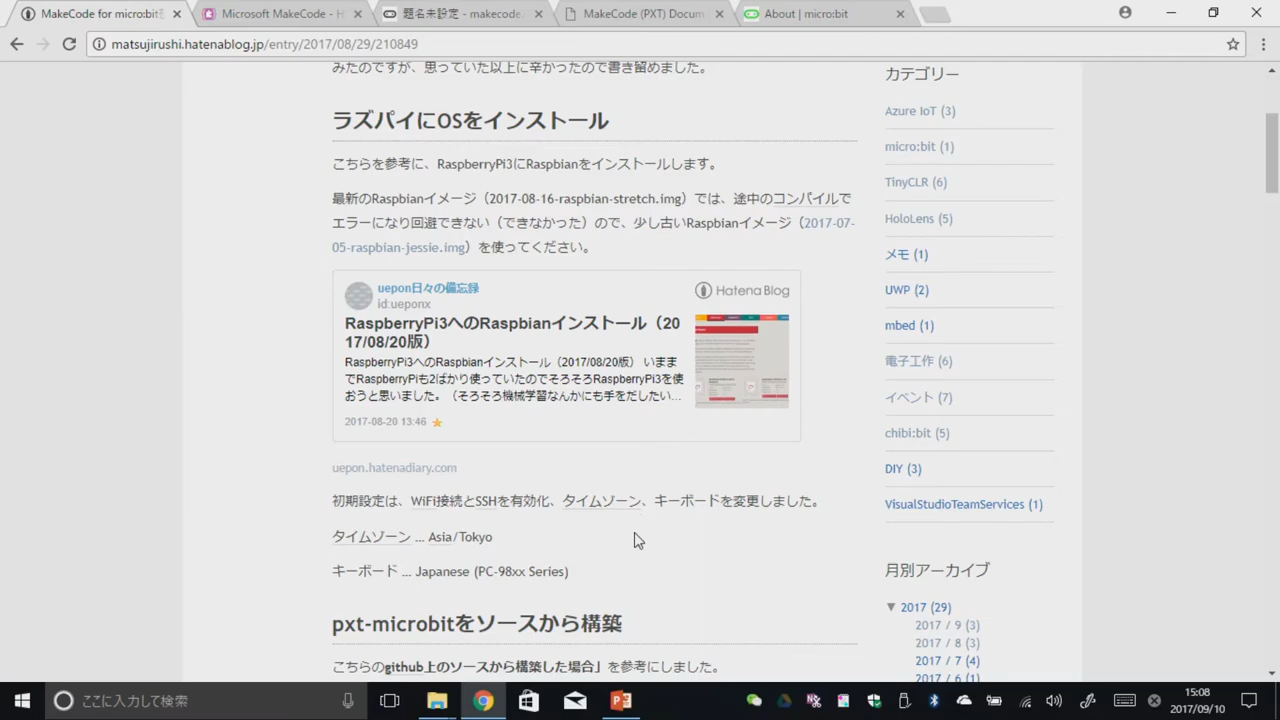 MakeCode for micro:bitを
Microsoft MakeCode - H
題名未設定 - makecode
MakeCode (PXT) Docum
About | micro:bit
matsujirushi.hatenablog.jp/entry/2017/08/29/210849
みたのですが、思っていた以上に辛かったので書き留めました。
ラズパイにOSをインストール
こちらを参考に、RaspberryPi3にRaspbianをインストールします。
最新のRaspbianイメージ（2017-08-16-raspbian-stretch.img）では、途中のコンパイルで
エラーになり回避できない（できなかった）ので、少し古いRaspbianイメージ（2017-07-
05-raspbian-jessie.img）を使ってください。
uepon日々の備忘録
id:ueponx
Hatena Blog
RaspberryPi3へのRaspbianインストール（20
17/08/20版）
RaspberryPi3へのRaspbianインストール（2017/08/20版） いままで
でRaspberryPiも2ばかり使っていたのでそろそろRaspberryPi3を使
おうと思いました。（そろそろ機械学習なんかにも手をだしたい...
2017-08-20 13:46
uepon.hatenadiary.com
初期設定は、WiFi接続とSSHを有効化、タイムゾーン、キーボードを変更しました。
タイムゾーン ... Asia/Tokyo
キーボード ... Japanese (PC-98xx Series)
pxt-microbitをソースから構築
こちらのgithub上のソースから構築した場合」を参考にしました。
カテゴリー
Azure IoT (3)
micro:bit (1)
TinyCLR (6)
HoloLens (5)
メモ (1)
UWP (2)
mbed (1)
電子工作 (6)
イベント (7)
chibi:bit (5)
DIY (3)
VisualStudioTeamServices (1)
月別アーカイブ
▼ 2017 (29)
2017 / 9 (3)
2017 / 8 (3)
2017 / 7 (4)
2017 / 6 (1)
ここに入力して検索
15:08
2017/09/10